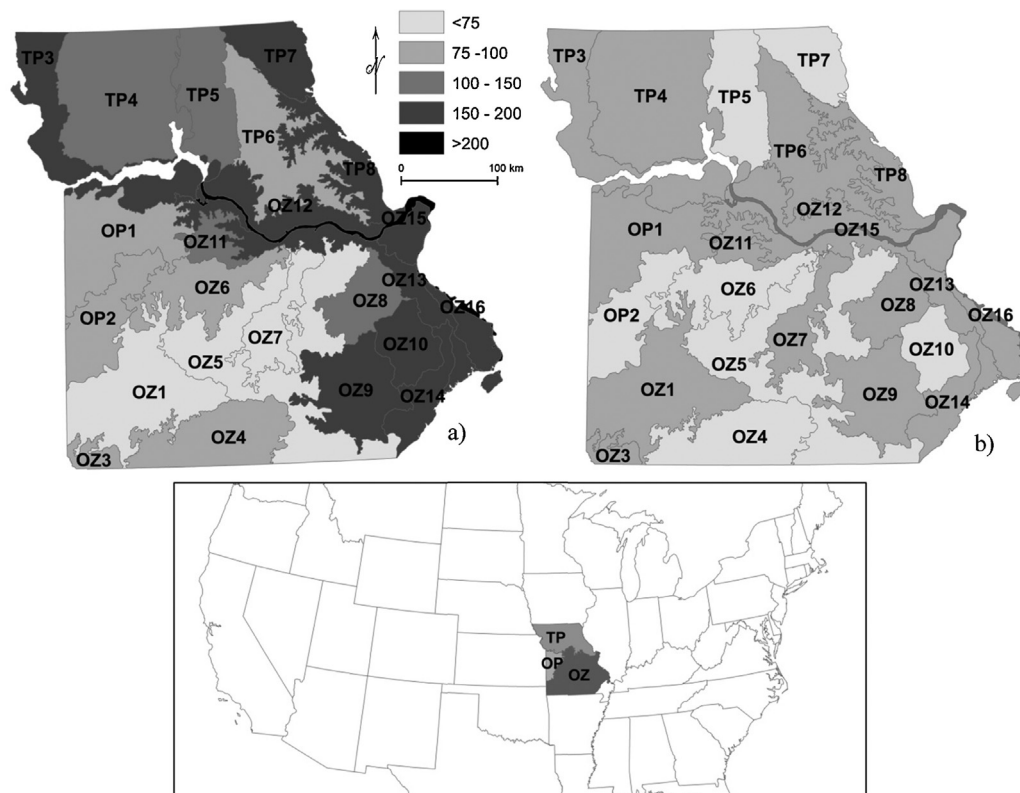 <75
75 -100
100 - 150
150 - 200
>200
N
0 100 km
TP3
TP4
TP5
TP7
TP6
TP8
OZ12
OZ15
OP1
OZ11
OZ13
OZ6
OZ8
OZ16
OP2
OZ7
OZ10
OZ5
OZ1
OZ9
OZ14
OZ4
OZ3
a)
TP3
TP4
TP5
TP7
TP6
TP8
OZ12
OP1
OZ11
OZ15
OZ13
OZ6
OZ8
OP2
OZ16
OZ7
OZ10
OZ5
OZ1
OZ9
OZ14
OZ4
OZ3
b)
TP
OP
OZ